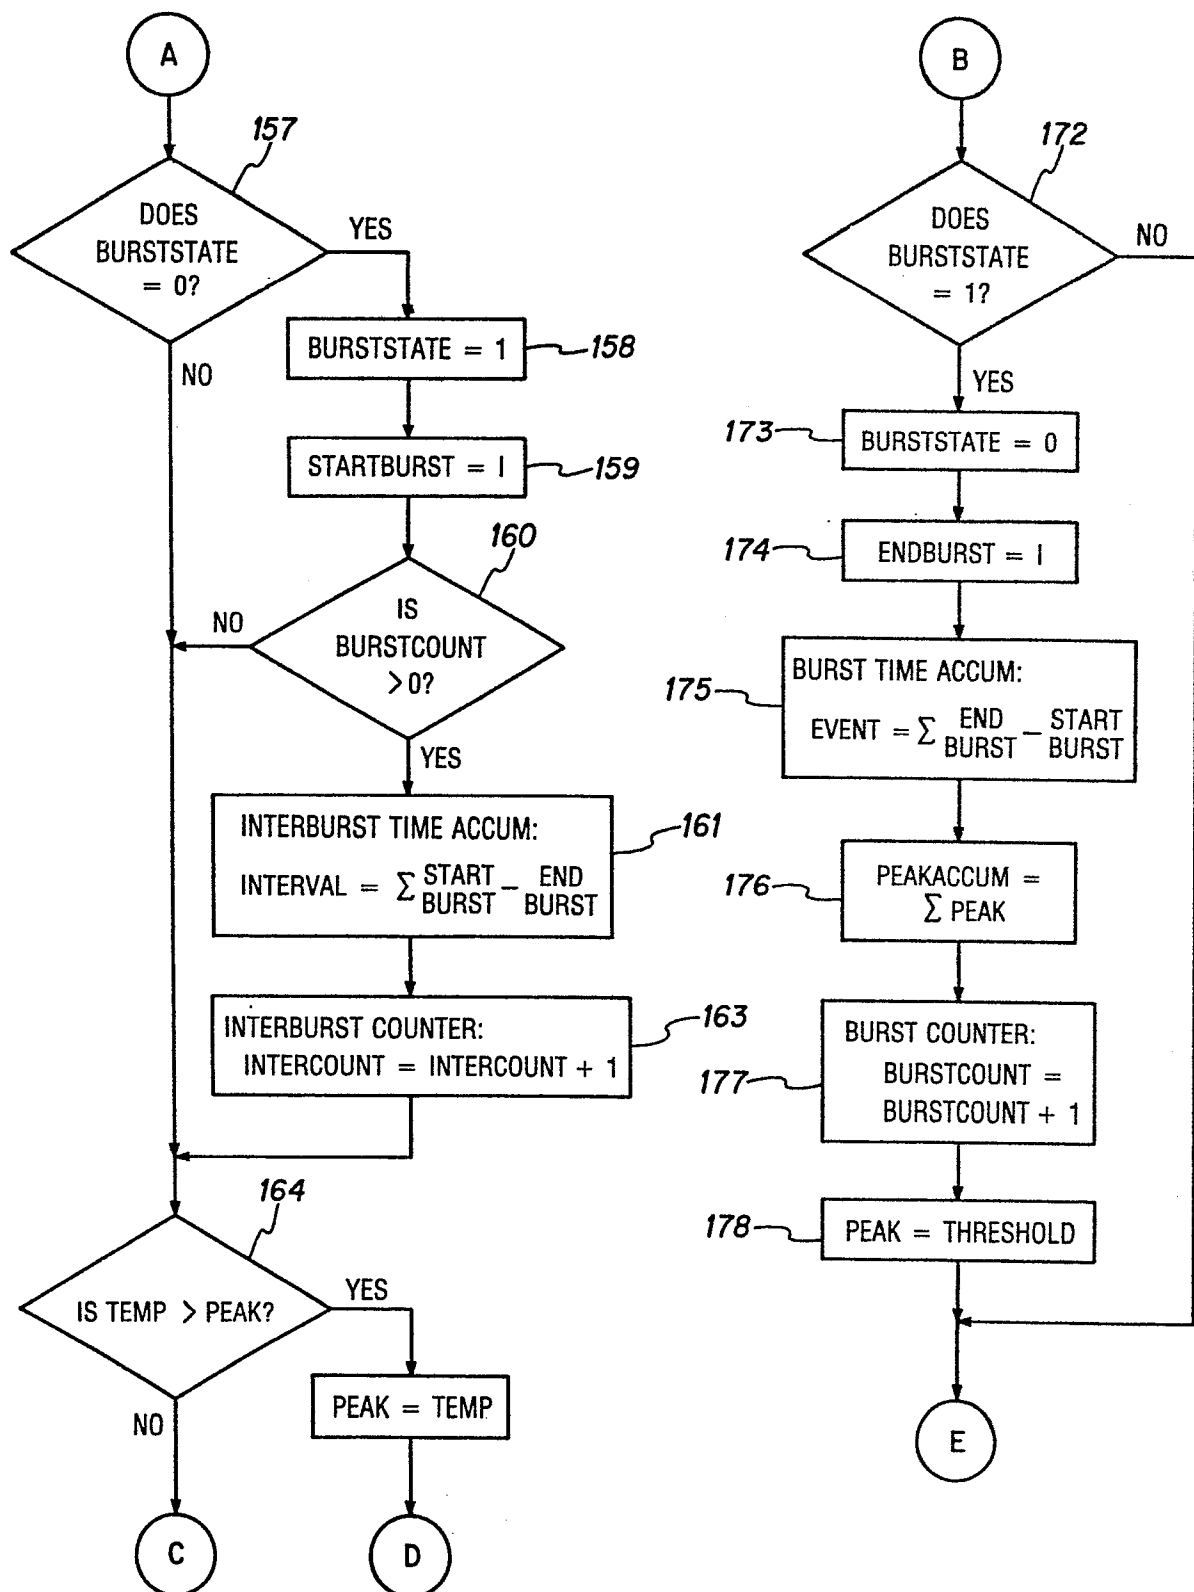 A
157
DOES
BURSTSTATE
= 0?
YES
NO
BURSTSTATE = 1
158
STARTBURST = I
159
160
IS
BURSTCOUNT
>0?
NO
YES
INTERBURST TIME ACCUM:
INTERVAL = Σ START BURST – END BURST
161
INTERBURST COUNTER:
INTERCOUNT = INTERCOUNT + 1
163
164
IS TEMP > PEAK?
YES
NO
PEAK = TEMP
C
D
B
172
DOES
BURSTSTATE
= 1?
NO
YES
173
BURSTSTATE = 0
174
ENDBURST = I
175
BURST TIME ACCUM:
EVENT = Σ END BURST – START BURST
176
PEAKACCUM =
Σ PEAK
177
BURST COUNTER:
BURSTCOUNT =
BURSTCOUNT + 1
178
PEAK = THRESHOLD
E